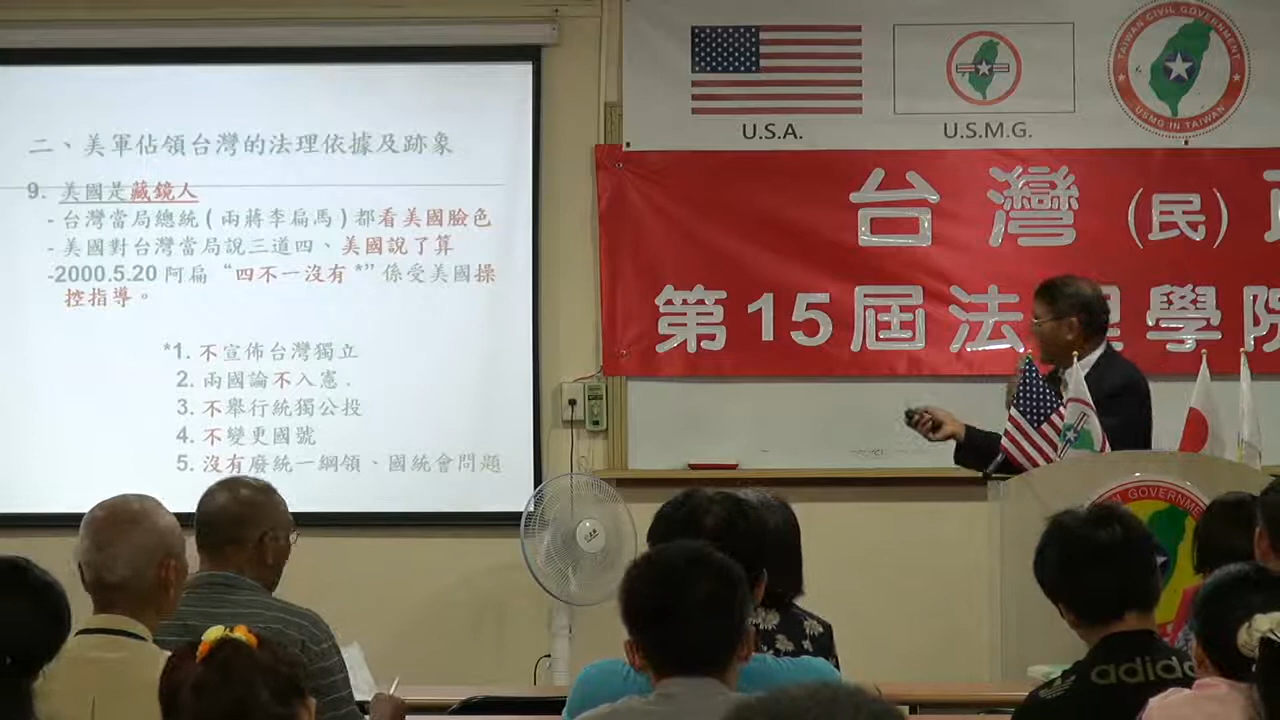 二、美軍佔領台灣的法理依據及跡象
9. 美國是藏鏡人
- 台灣當局總統(兩蔣李扁馬)都看美國臉色
- 美國對台灣當局說三道四、美國說了算
-2000.5.20 阿扁“四不一沒有*”係受美國操
控指導。
*1. 不宣佈台灣獨立
2. 兩國論不入憲.
3. 不舉行統獨公投
4. 不變更國號
5. 沒有廢統一綱領、國統會問題
U.S.A.
U.S.M.G.
TAIWAN CIVIL GOVERNMENT
USMG IN TAIWAN
台灣(民)
第15屆法理學院
CIVIL GOVERNMENT
adidas